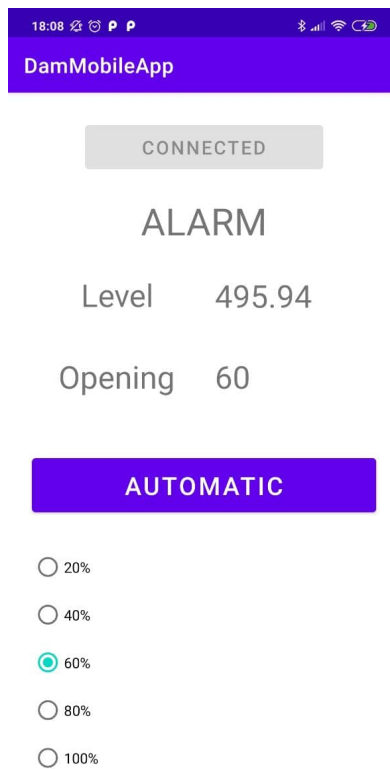 18:08
DamMobileApp
CONNECTED
ALARM
Level 495.94
Opening 60
AUTOMATIC
20%
40%
60%
80%
100%